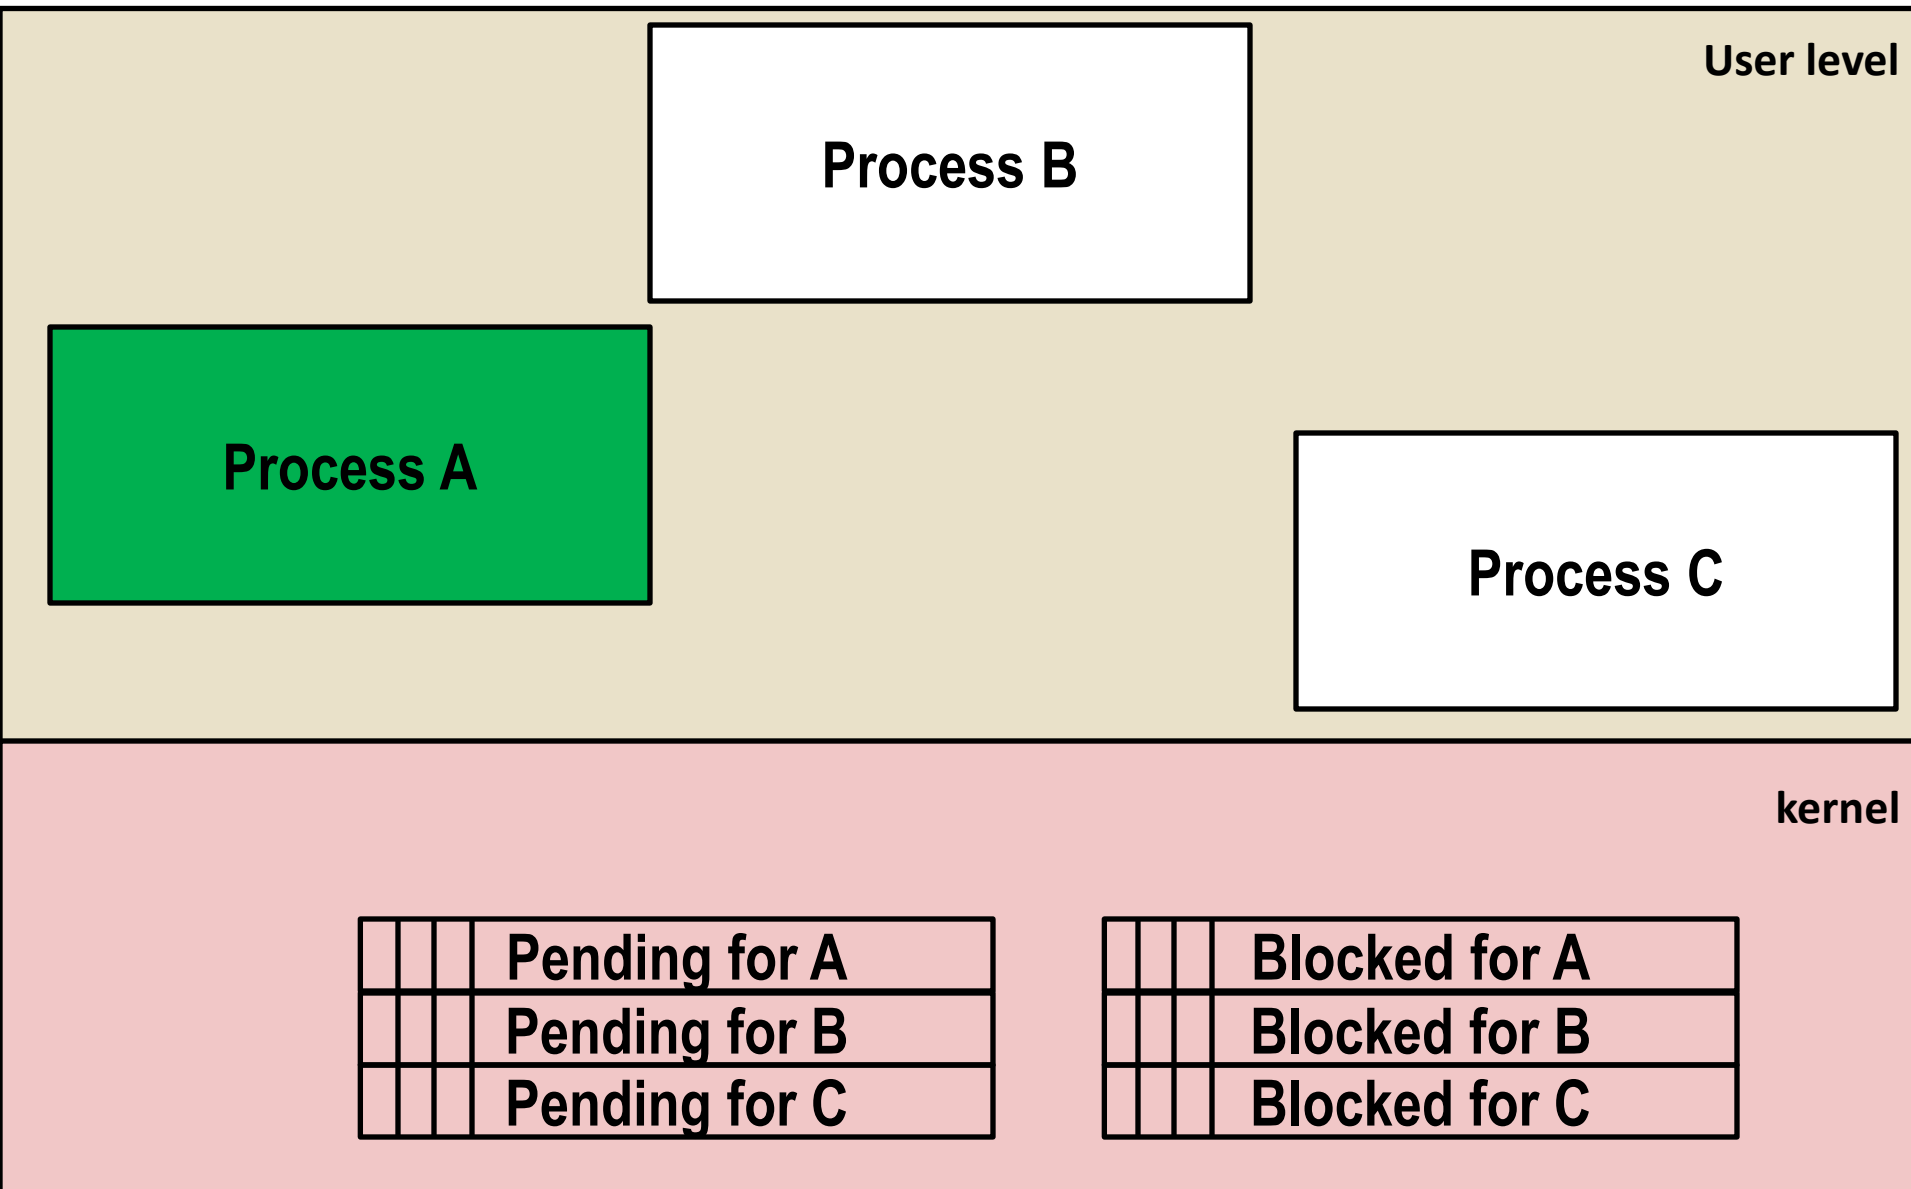 User level
Process B
Process A
Process C
kernel
Pending for A
Blocked for A
Pending for B
Blocked for B
Pending for C
Blocked for C